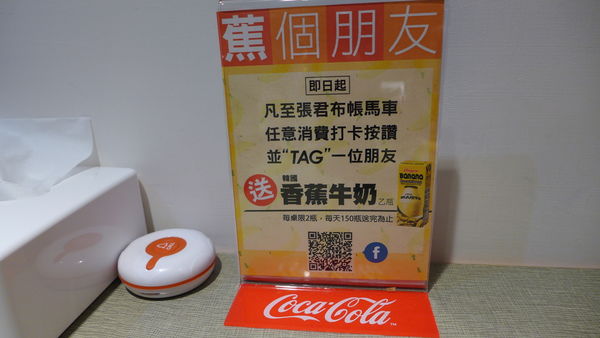 蕉個朋友
即日起
凡至張君布帳馬車
任意消費打卡按讚
並“TAG”一位朋友
送
韓國
香蕉牛奶乙瓶
BANANA
每桌限2瓶，每天150瓶送完為止
f
Coca-Cola